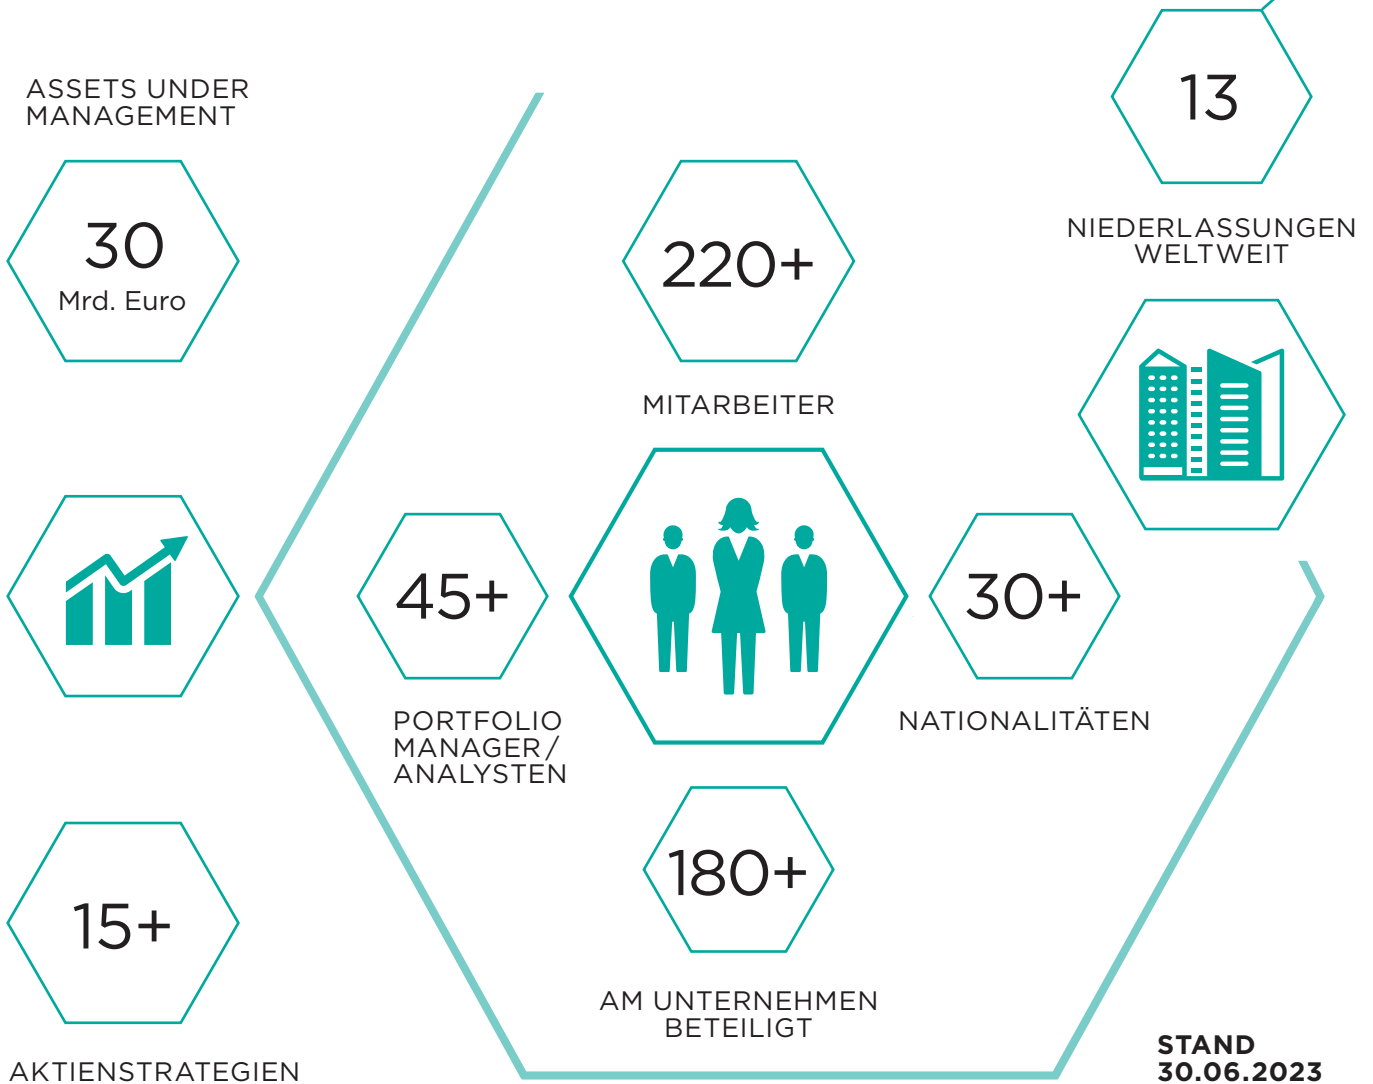 ASSETS UNDER
MANAGEMENT
30
Mrd. Euro
15+
AKTIENSTRATEGIEN
220+
MITARBEITER
45+
PORTFOLIO
MANAGER/
ANALYSTEN
30+
NATIONALITÄTEN
180+
AM UNTERNEHMEN
BETEILIGT
13
NIEDERLASSUNGEN
WELTWEIT
STAND
30.06.2023